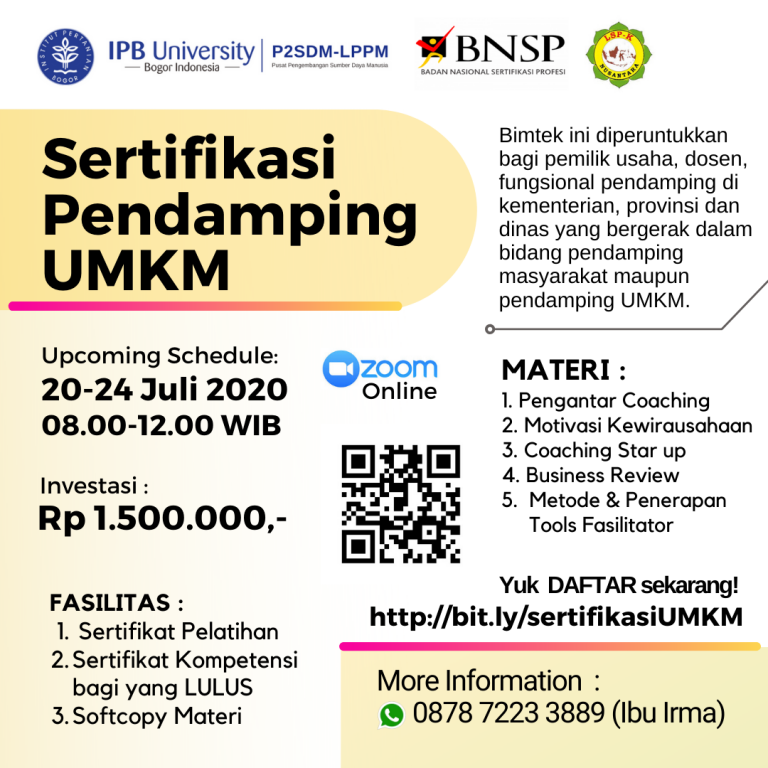 INSTITUT PERTANIAN
BOGOR
IPB University
Bogor Indonesia
P2SDM-LPPM
Pusat Pengembangan Sumber Daya Manusia
BNSP
BADAN NASIONAL SERTIFIKASI PROFESI
LSP-K
NUSANTARA
Sertifikasi
Pendamping
UMKM
Bimtek ini diperuntukkan
bagi pemilik usaha, dosen,
fungsional pendamping di
kementerian, provinsi dan
dinas yang bergerak dalam
bidang pendamping
masyarakat maupun
pendamping UMKM.
Upcoming Schedule:
20-24 Juli 2020
08.00-12.00 WIB
zoom
Online
Investasi :
Rp 1.500.000,-
MATERI :
1. Pengantar Coaching
2. Motivasi Kewirausahaan
3. Coaching Star up
4. Business Review
5. Metode & Penerapan
Tools Fasilitator
FASILITAS :
1. Sertifikat Pelatihan
2. Sertifikat Kompetensi
bagi yang LULUS
3. Softcopy Materi
Yuk DAFTAR sekarang!
http://bit.ly/sertifikasiUMKM
More Information :
0878 7223 3889 (Ibu Irma)